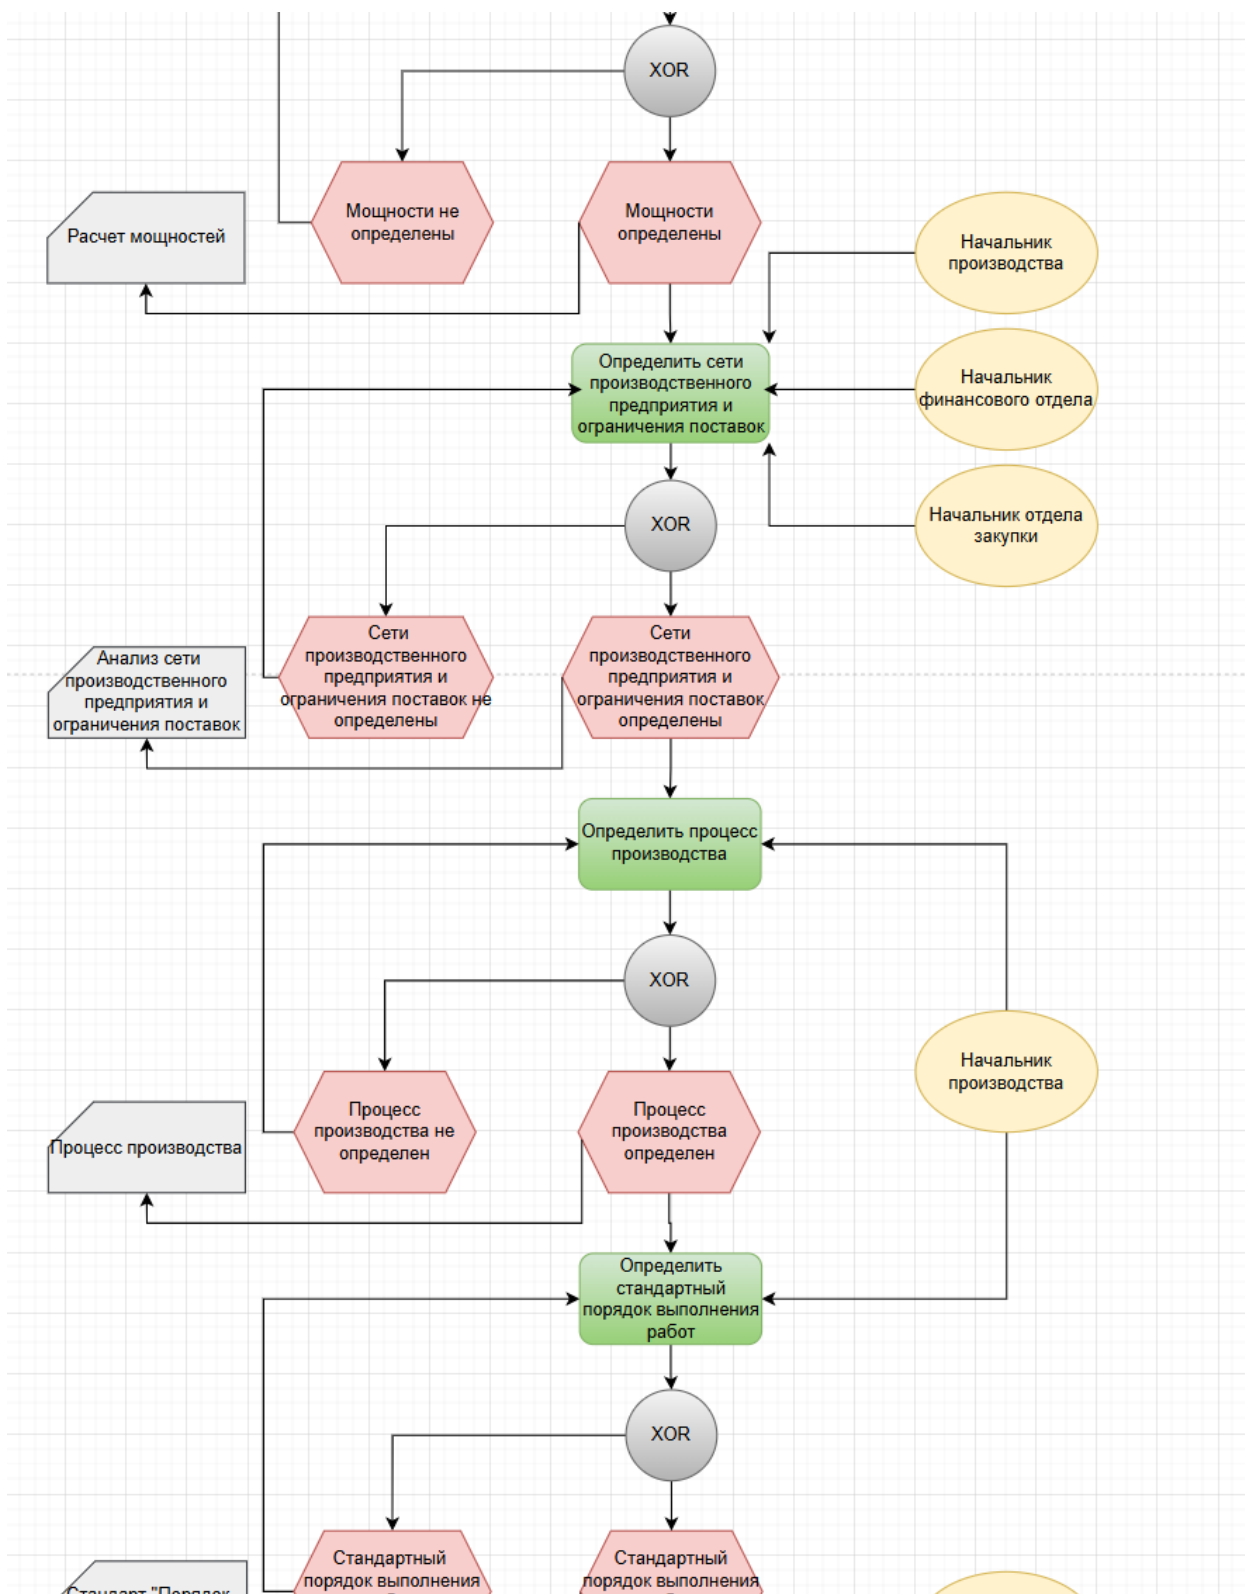 XOR
Мощности не
определены
Мощности
определены
Расчет мощностей
Начальник
производства
Определить сети
производственного
предприятия и
ограничения поставок
Начальник
финансового отдела
XOR
Начальник отдела
закупки
Сети
производственного
предприятия и
ограничения поставок не
определены
Сети
производственного
предприятия и
ограничения поставок
определены
Анализ сети
производственного
предприятия и
ограничения поставок
Определить процесс
производства
XOR
Начальник
производства
Процесс
производства не
определен
Процесс
производства
определен
Процесс производства
Определить
стандартный
порядок выполнения
работ
XOR
Стандартный
порядок выполнения
Стандартный
порядок выполнения
Стандарт "Порядок